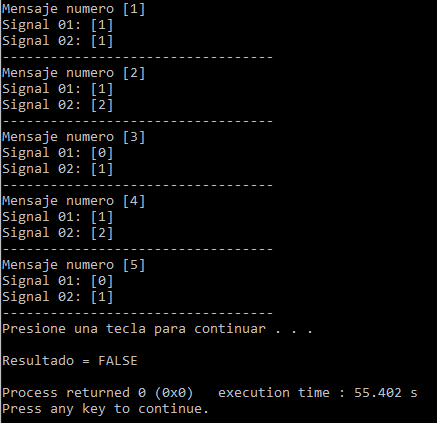 Mensaje numero [1]
Signal 01: [1]
Signal 02: [1]
----------------------------------
Mensaje numero [2]
Signal 01: [1]
Signal 02: [2]
----------------------------------
Mensaje numero [3]
Signal 01: [0]
Signal 02: [1]
----------------------------------
Mensaje numero [4]
Signal 01: [1]
Signal 02: [2]
----------------------------------
Mensaje numero [5]
Signal 01: [0]
Signal 02: [1]
----------------------------------
Presione una tecla para continuar . . .
Resultado = FALSE
Process returned 0 (0x0)   execution time : 55.402 s
Press any key to continue.